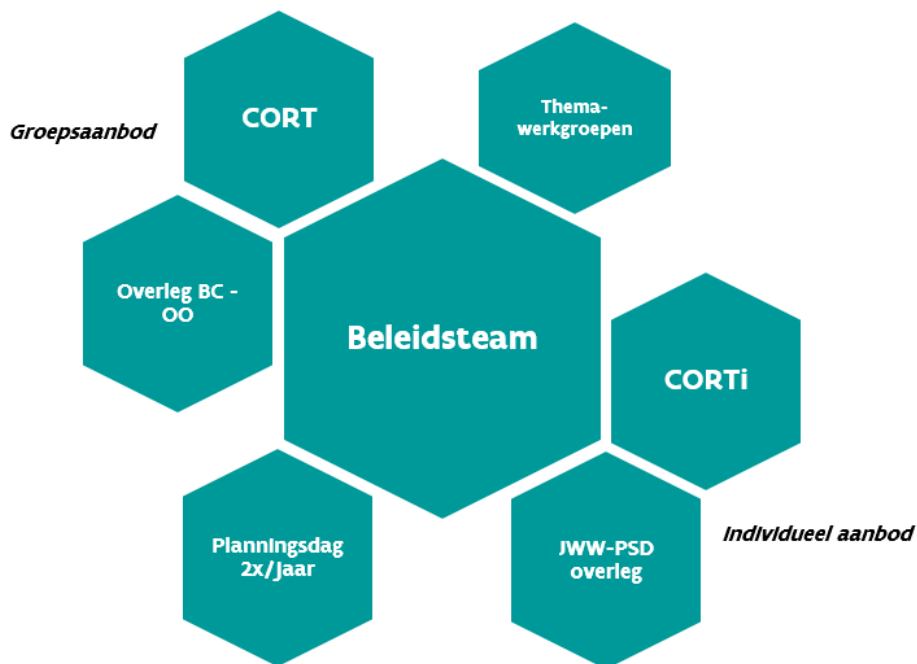 CORT
Thema-
werkgroepen
Groepsaanbod
Overleg BC -
OO
Beleidsteam
CORTi
Planningsdag
2x/jaar
JWW-PSD
overleg
Individueel aanbod